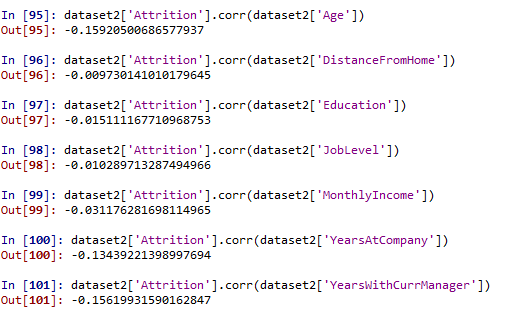 In [95]: dataset2['Attrition'].corr(dataset2['Age'])
Out[95]: -0.15920500686577937
In [96]: dataset2['Attrition'].corr(dataset2['DistanceFromHome'])
Out[96]: -0.009730141010179645
In [97]: dataset2['Attrition'].corr(dataset2['Education'])
Out[97]: -0.015111167710968753
In [98]: dataset2['Attrition'].corr(dataset2['JobLevel'])
Out[98]: -0.010289713287494966
In [99]: dataset2['Attrition'].corr(dataset2['MonthlyIncome'])
Out[99]: -0.031176281698114965
In [100]: dataset2['Attrition'].corr(dataset2['YearsAtCompany'])
Out[100]: -0.13439221398997694
In [101]: dataset2['Attrition'].corr(dataset2['YearsWithCurrManager'])
Out[101]: -0.15619931590162847